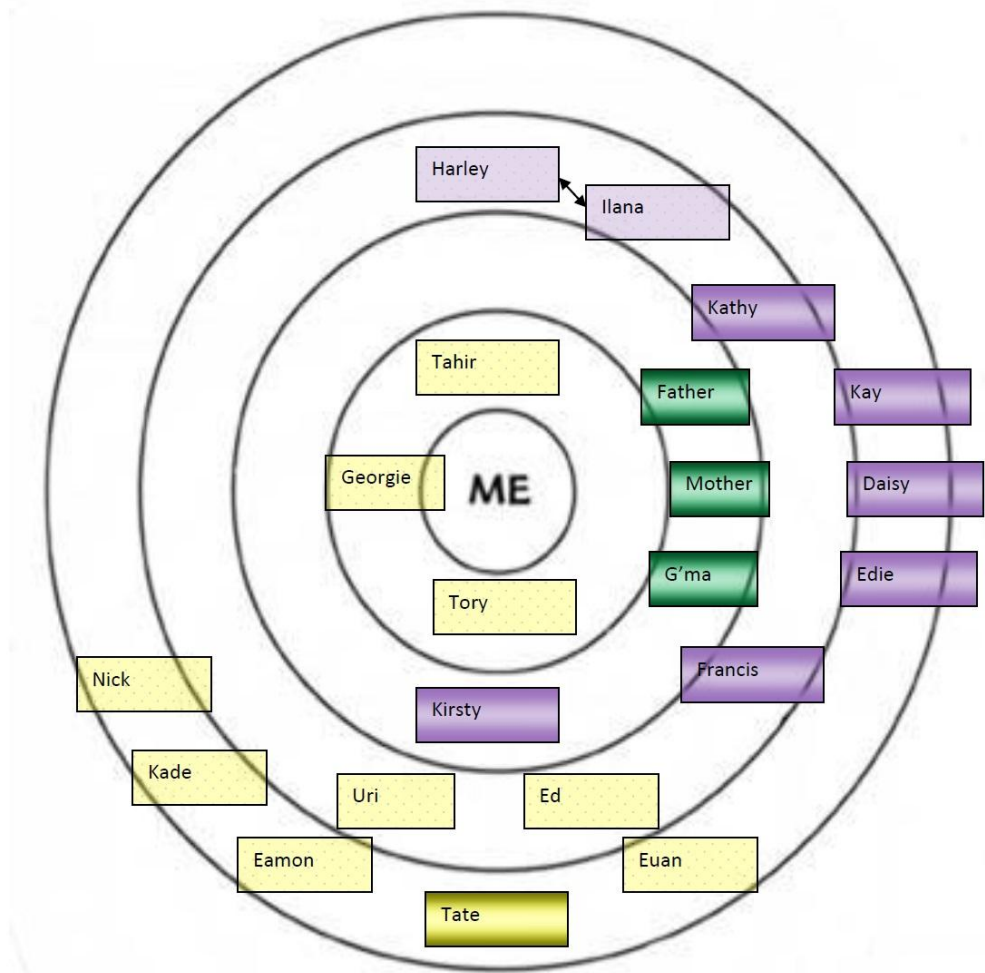 Harley
Ilana
Kathy
Tahir
Father
Kay
Georgie
ME
Mother
Daisy
G'ma
Edie
Tory
Nick
Francis
Kirsty
Kade
Uri
Ed
Eamon
Euan
Tate